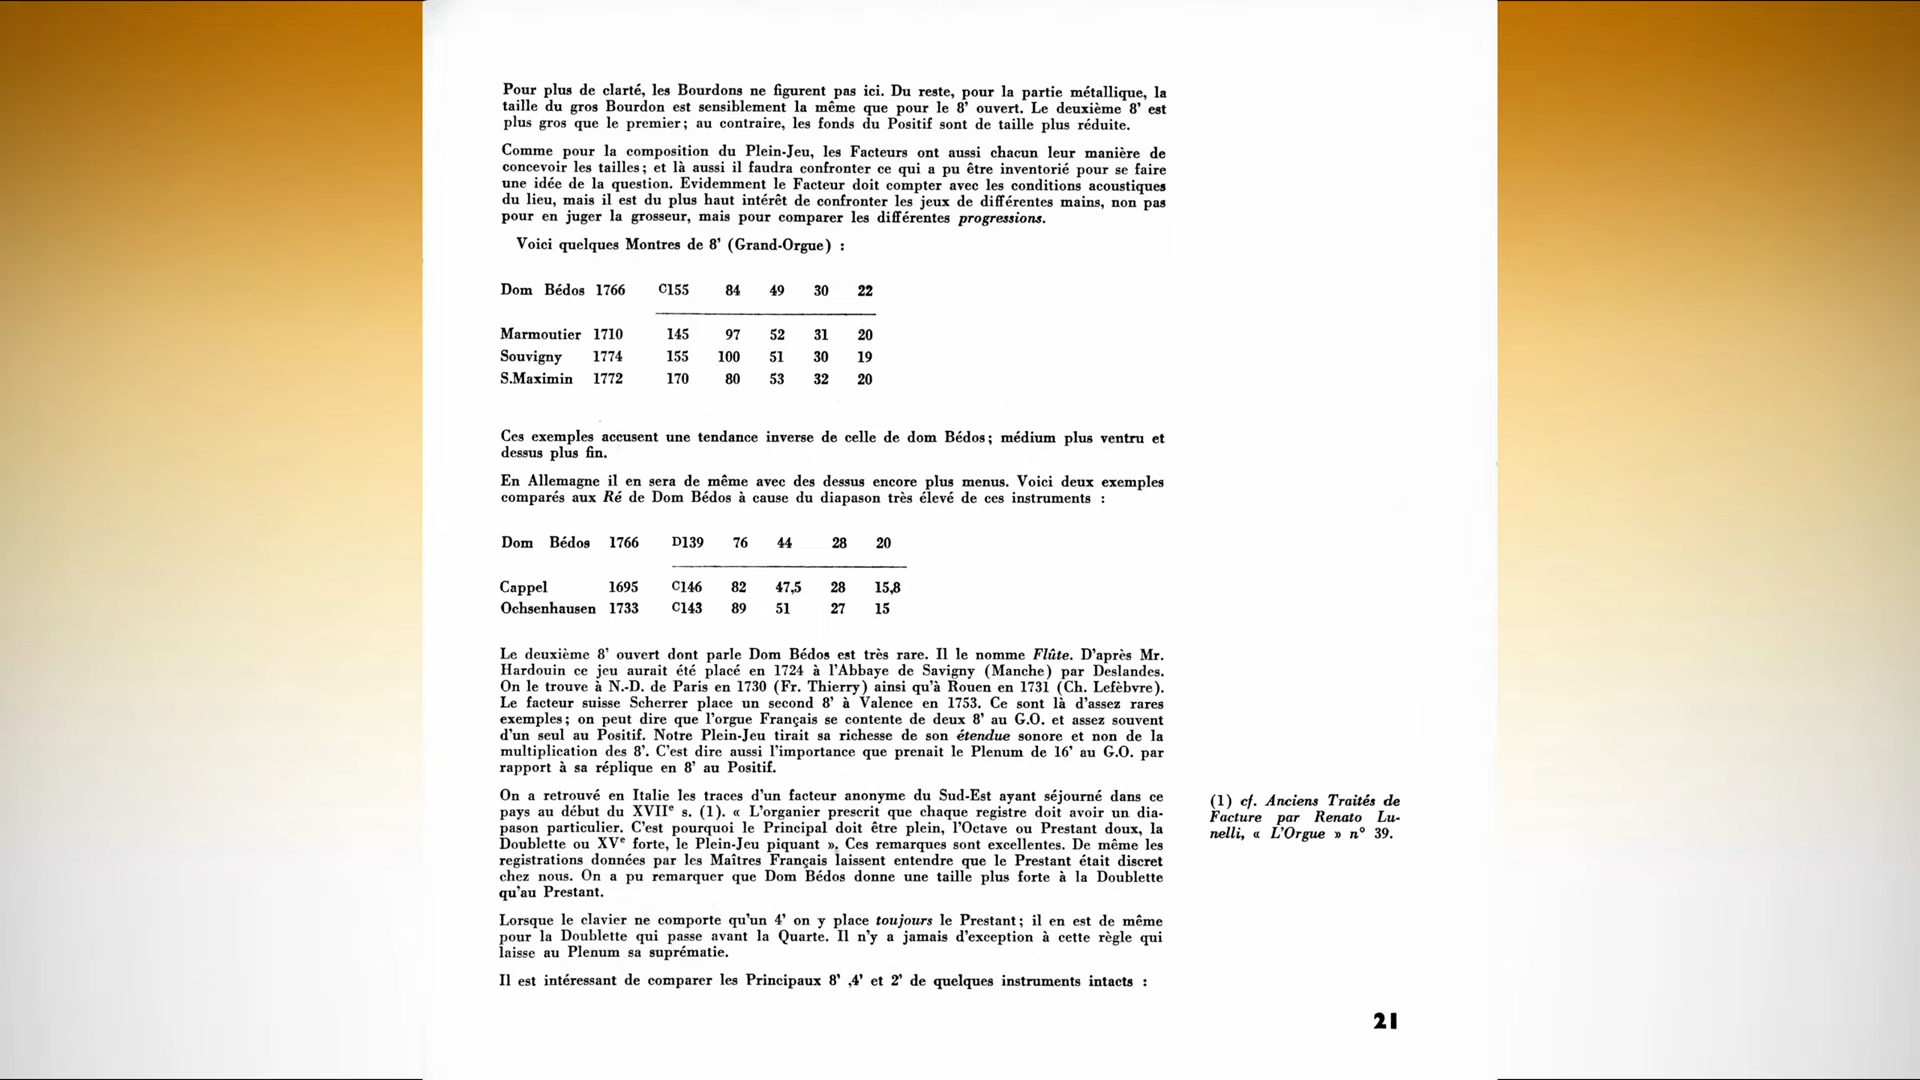 Pour plus de clarté, les Bourdons ne figurent pas ici. Du reste, pour la partie métallique, la
taille du gros Bourdon est sensiblement la même que pour le 8' ouvert. Le deuxième 8' est
plus gros que le premier; au contraire, les fonds du Positif sont de taille plus réduite.
Comme pour la composition du Plein-Jeu, les Facteurs ont aussi chacun leur manière de
concevoir les tailles; et là aussi il faudra confronter ce qui a pu être inventorié pour se faire
une idée de la question. Evidemment le Facteur doit compter avec les conditions acoustiques
du lieu, mais il est du plus haut intérêt de confronter les jeux de différentes mains, non pas
pour en juger la grosseur, mais pour comparer les différentes progressions.
Voici quelques Montres de 8' (Grand-Orgue) :
Dom Bédos 1766 C155 84 49 30 22
Marmoutier 1710 145 97 52 31 20
Souvigny 1774 155 100 51 30 19
S.Maximin 1772 170 80 53 32 20
Ces exemples accusent une tendance inverse de celle de dom Bédos; médium plus ventru et
dessus plus fin.
En Allemagne il en sera de même avec des dessus encore plus menus. Voici deux exemples
comparés aux Ré de Dom Bédos à cause du diapason très élevé de ces instruments :
Dom Bédos 1766 D139 76 44 28 20
Cappel 1695 C146 82 47,5 28 15,8
Ochsenhausen 1733 C143 89 51 27 15
Le deuxième 8' ouvert dont parle Dom Bédos est très rare. Il le nomme Flûte. D'après Mr.
Hardouin ce jeu aurait été placé en 1724 à l'Abbaye de Savigny (Manche) par Deslandes.
On le trouve à N.-D. de Paris en 1730 (Fr. Thierry) ainsi qu'à Rouen en 1731 (Ch. Lefèbvre).
Le facteur suisse Scherrer place un second 8' à Valence en 1753. Ce sont là d'assez rares
exemples; on peut dire que l'orgue Français se contente de deux 8' au G.O. et assez souvent
d'un seul au Positif. Notre Plein-Jeu tirait sa richesse de son étendue sonore et non de la
multiplication des 8'. C'est dire aussi l'importance que prenait le Plenum de 16' au G.O. par
rapport à sa réplique en 8' au Positif.
On a retrouvé en Italie les traces d'un facteur anonyme du Sud-Est ayant séjourné dans ce
pays au début du XVIIe s. (1). « L'organier prescrit que chaque registre doit avoir un dia-
pason particulier. C'est pourquoi le Principal doit être plein, l'Octave ou Prestant doux, la
Doublette ou XVe forte, le Plein-Jeu piquant ». Ces remarques sont excellentes. De même les
registrations données par les Maîtres Français laissent entendre que le Prestant était discret
chez nous. On a pu remarquer que Dom Bédos donne une taille plus forte à la Doublette
qu'au Prestant.
(1) cf. Anciens Traités de
Facture par Renato Lu-
nelli, « L'Orgue » n° 39.
Lorsque le clavier ne comporte qu'un 4' on y place toujours le Prestant; il en est de même
pour la Doublette qui passe avant la Quarte. Il n'y a jamais d'exception à cette règle qui
laisse au Plenum sa suprématie.
Il est intéressant de comparer les Principaux 8' ,4' et 2' de quelques instruments intacts :
21